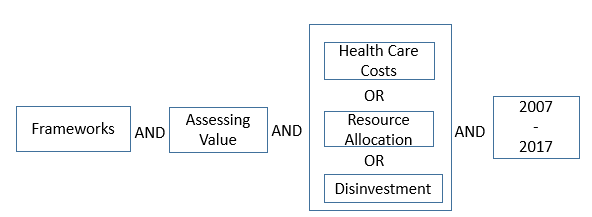 Frameworks
AND
Assessing
Value
AND
Health Care
Costs
OR
Resource
Allocation
OR
Disinvestment
AND
2007
-
2017